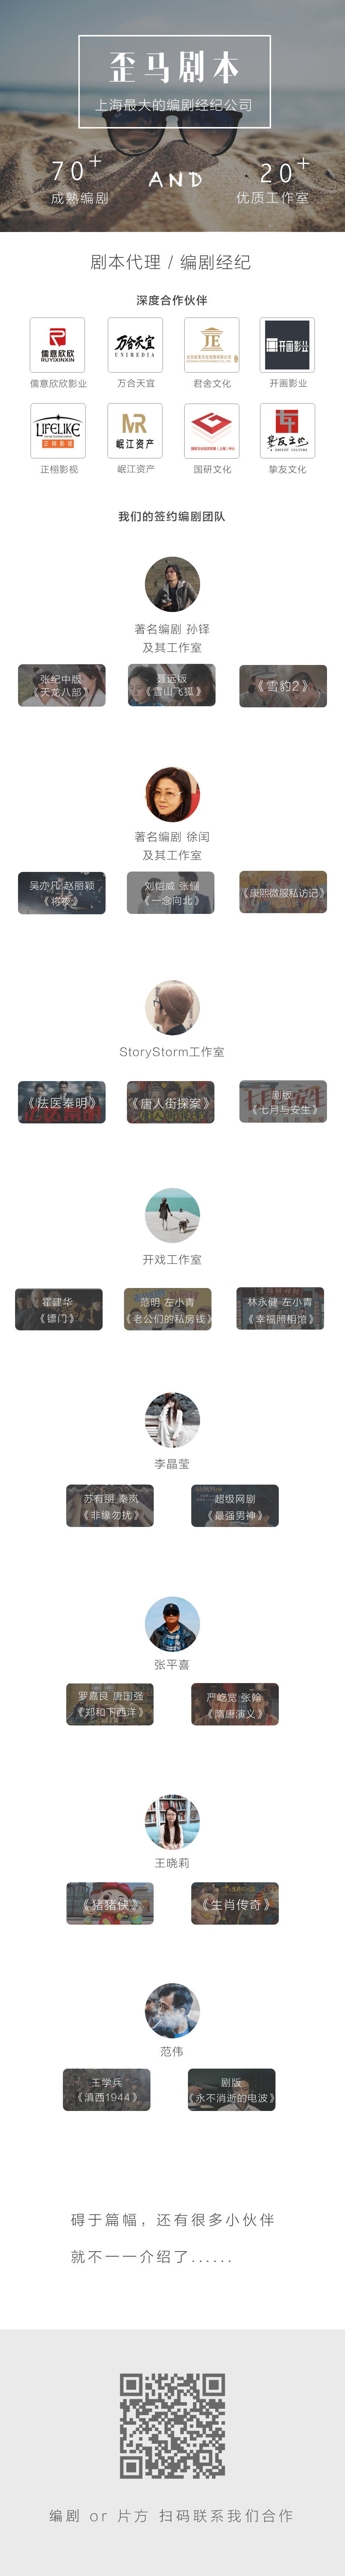 歪马剧本
上海最大的编剧经纪公司
70+
AND
20+
成熟编剧
优质工作室
剧本代理 / 编剧经纪
深度合作伙伴
儒意欣欣
RUYIXINXIN
万合天宜
UNIMEDIA
JE
开画影业
儒意欣欣影业
万合天宜
君舍文化
开画影业
LIFELIKE
正栩影视
MR
岷江资产
挚友文化
正栩影视
岷江资产
国研文化
挚友文化
我们的签约编剧团队
著名编剧 孙铎
及其工作室
张纪中版
《天龙八部》
聂远版
《雪山飞狐》
《雪豹2》
著名编剧 徐闰
及其工作室
吴亦凡 赵丽颖
《将夜》
刘恺威 张俪
《一念向北》
《康熙微服私访记》
StoryStorm工作室
《法医秦明》
《唐人街探案》
剧版
《七月与安生》
开戏工作室
霍建华
《镖门》
范明 左小青
《老公们的私房钱》
林永健 左小青
《幸福照相馆》
李晶莹
苏有朋 秦岚
《非缘勿扰》
超级网剧
《最强男神》
张平喜
罗嘉良 唐国强
《郑和下西洋》
严屹宽 张翰
《隋唐演义》
王晓莉
《猪猪侠》
《生肖传奇》
范伟
王学兵
《滇西1944》
剧版
《永不消逝的电波》
碍于篇幅，还有很多小伙伴
就不一一介绍了......
编剧 or 片方 扫码联系我们合作